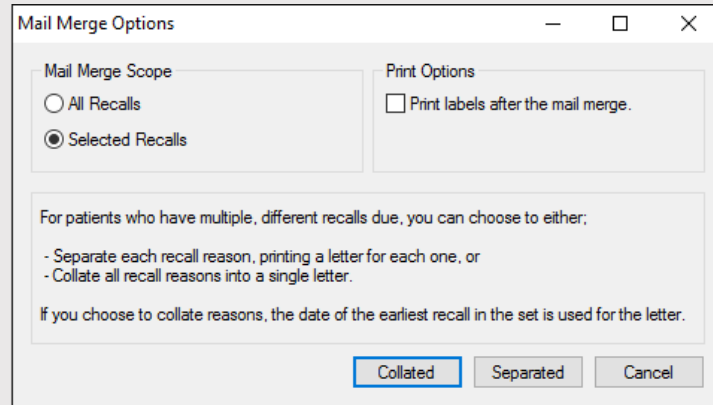 Mail Merge Options
Mail Merge Scope
All Recalls
Selected Recalls
Print Options
Print labels after the mail merge.
For patients who have multiple, different recalls due, you can choose to either;
- Separate each recall reason, printing a letter for each one, or
- Collate all recall reasons into a single letter.
If you choose to collate reasons, the date of the earliest recall in the set is used for the letter.
Collated
Separated
Cancel